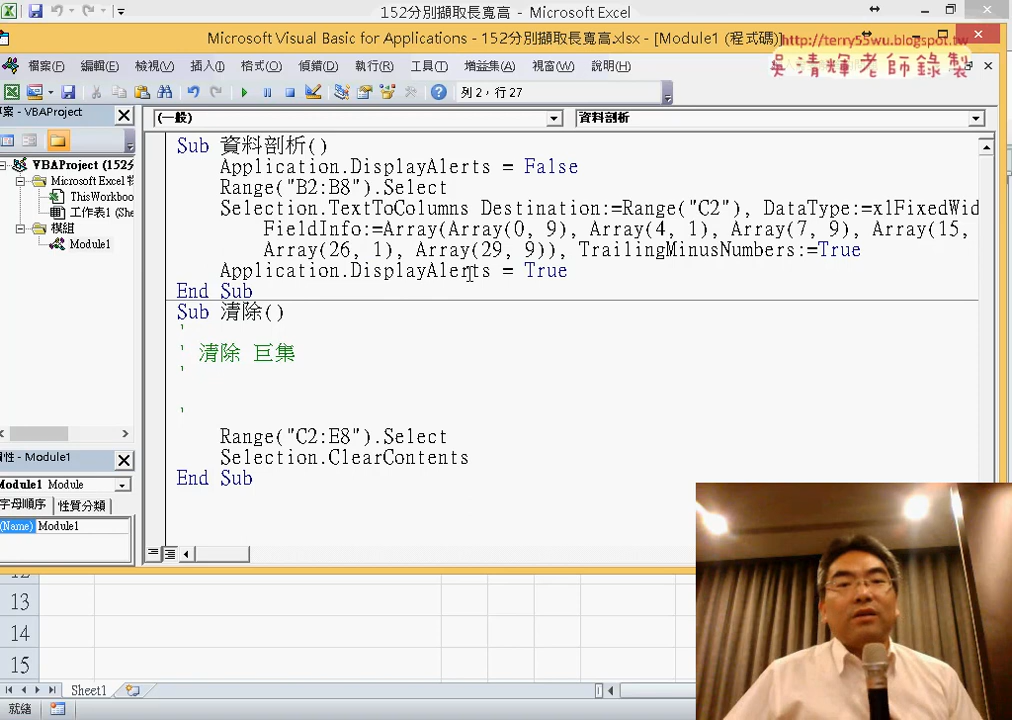 152分別擷取長寬高 - Microsoft Excel
Microsoft Visual Basic for Applications - 152分別擷取長寬高.xlsx - [Module1 (程式碼)]
http://terry55wu.blogspot.tw
吳清輝老師錄製
檔案(F) 編輯(E) 檢視(V) 插入(I) 格式(O) 偵錯(D) 執行(R) 工具(T) 增益集(A) 視窗(W) 說明(H)
列 2，行 27
專案 - VBAProject
(一般)
資料剖析
VBAProject (152分
Microsoft Excel 物
ThisWorkboo
工作表1 (She
模組
Module1
Sub 資料剖析()
Application.DisplayAlerts = False
Range("B2:B8").Select
Selection.TextToColumns Destination:=Range("C2"), DataType:=xlFixedWid
FieldInfo:=Array(Array(0, 9), Array(4, 1), Array(7, 9), Array(15,
Array(26, 1), Array(29, 9)), TrailingMinusNumbers:=True
Application.DisplayAlerts = True
End Sub
Sub 清除()
'
' 清除 巨集
'
'
Range("C2:E8").Select
Selection.ClearContents
End Sub
屬性 - Module1
Module1 Module
字母順序 性質分類
(Name) Module1
13
14
15
Sheet1
就緒